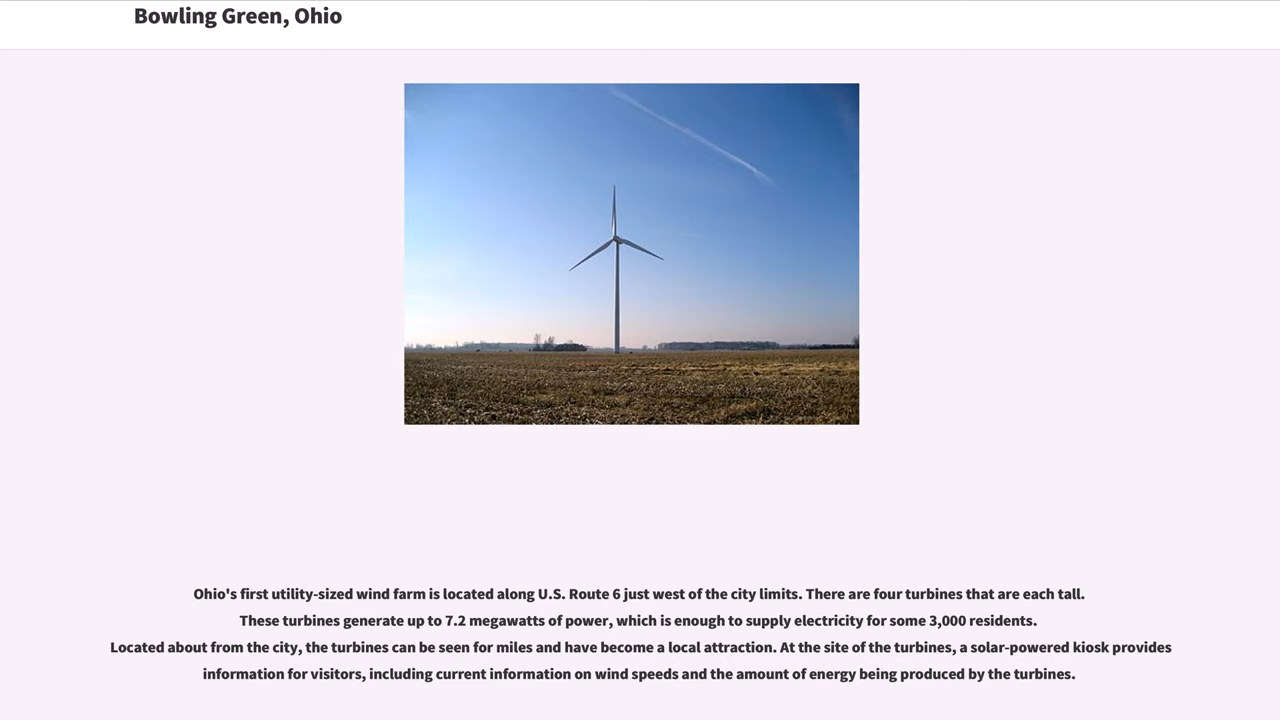 Bowling Green, Ohio
Ohio's first utility-sized wind farm is located along U.S. Route 6 just west of the city limits. There are four turbines that are each tall.
These turbines generate up to 7.2 megawatts of power, which is enough to supply electricity for some 3,000 residents.
Located about from the city, the turbines can be seen for miles and have become a local attraction. At the site of the turbines, a solar-powered kiosk provides
information for visitors, including current information on wind speeds and the amount of energy being produced by the turbines.